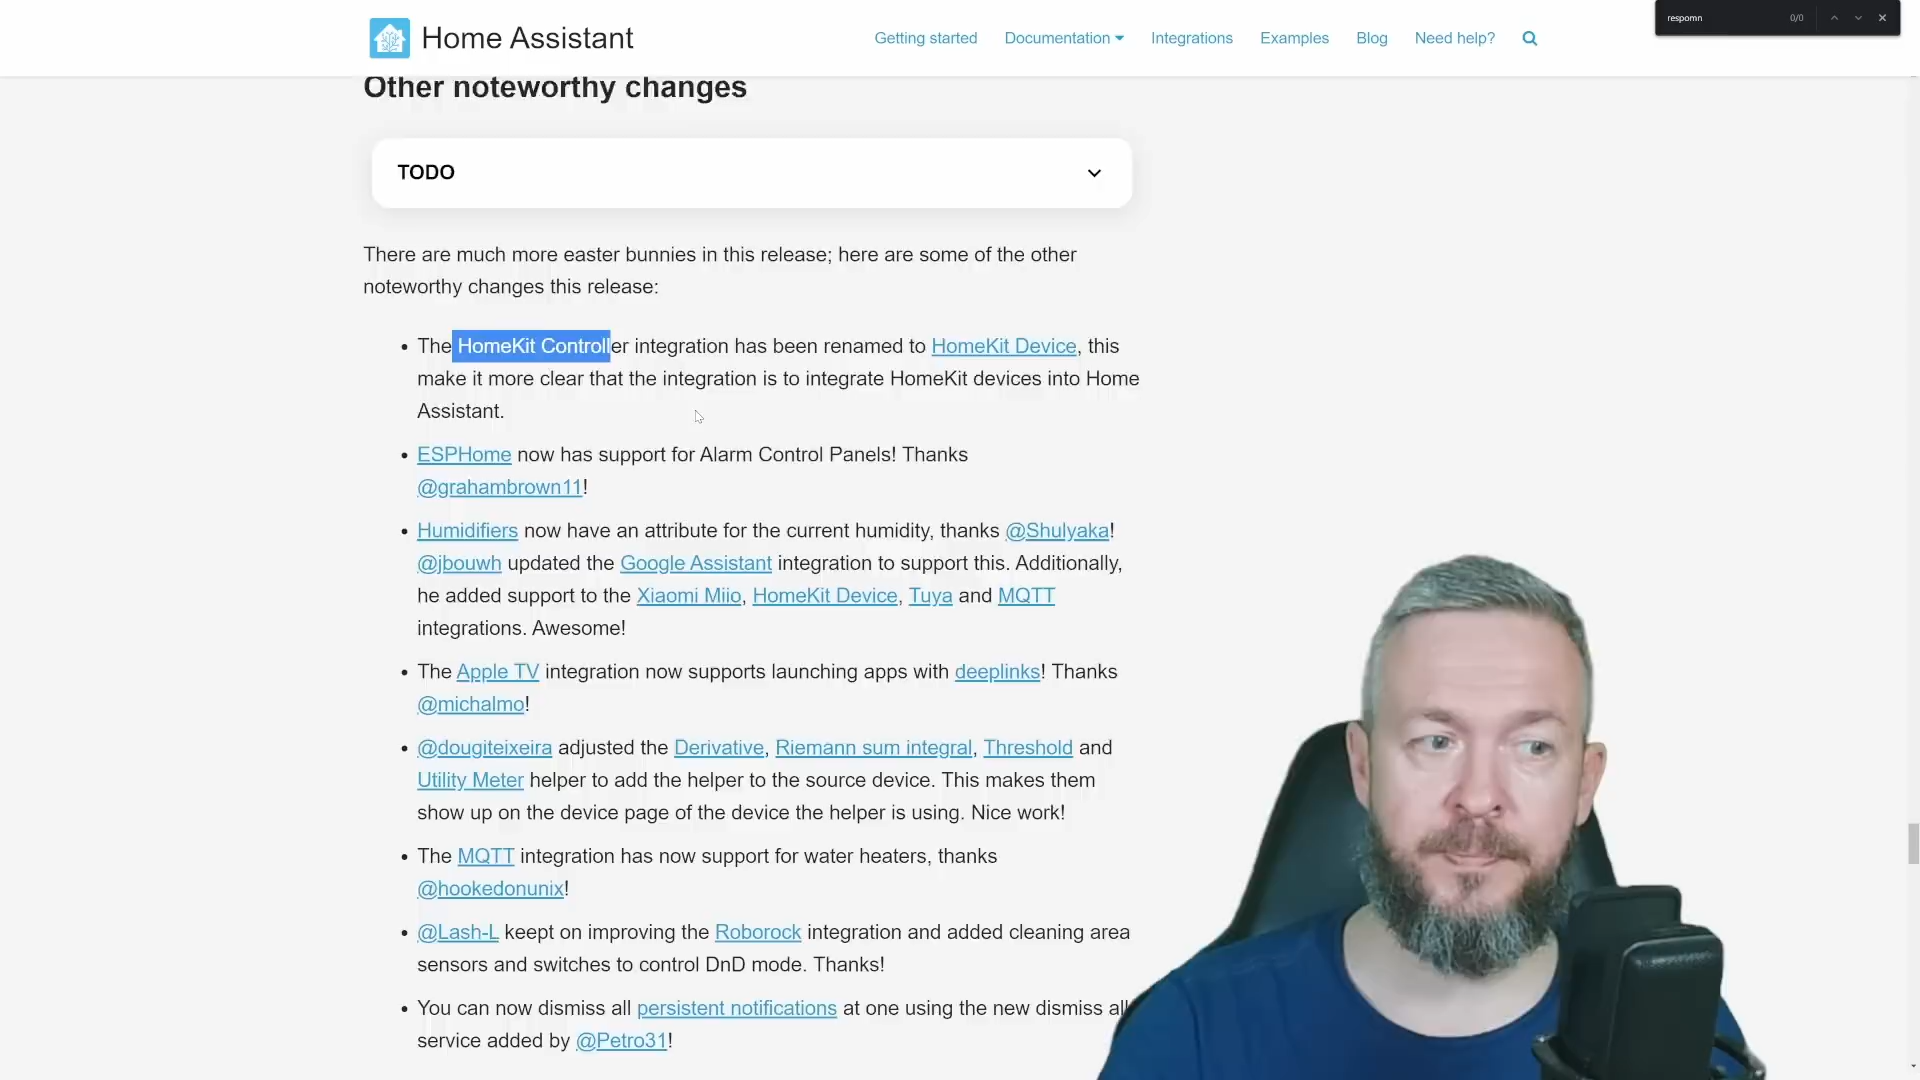 Home Assistant
Getting started
Documentation
Integrations
Examples
Blog
Need help?
respomn
0/0
Other noteworthy changes
TODO
There are much more easter bunnies in this release; here are some of the other
noteworthy changes this release:
• The HomeKit Controller integration has been renamed to HomeKit Device, this
make it more clear that the integration is to integrate HomeKit devices into Home
Assistant.
• ESPHome now has support for Alarm Control Panels! Thanks
@grahambrown11!
• Humidifiers now have an attribute for the current humidity, thanks @Shulyaka!
@jbouwh updated the Google Assistant integration to support this. Additionally,
he added support to the Xiaomi Miio, HomeKit Device, Tuya and MQTT
integrations. Awesome!
• The Apple TV integration now supports launching apps with deeplinks! Thanks
@michalmo!
• @dougiteixeira adjusted the Derivative, Riemann sum integral, Threshold and
Utility Meter helper to add the helper to the source device. This makes them
show up on the device page of the device the helper is using. Nice work!
• The MQTT integration has now support for water heaters, thanks
@hookedonunix!
• @Lash-L keept on improving the Roborock integration and added cleaning area
sensors and switches to control DnD mode. Thanks!
• You can now dismiss all persistent notifications at one using the new dismiss all
service added by @Petro31!